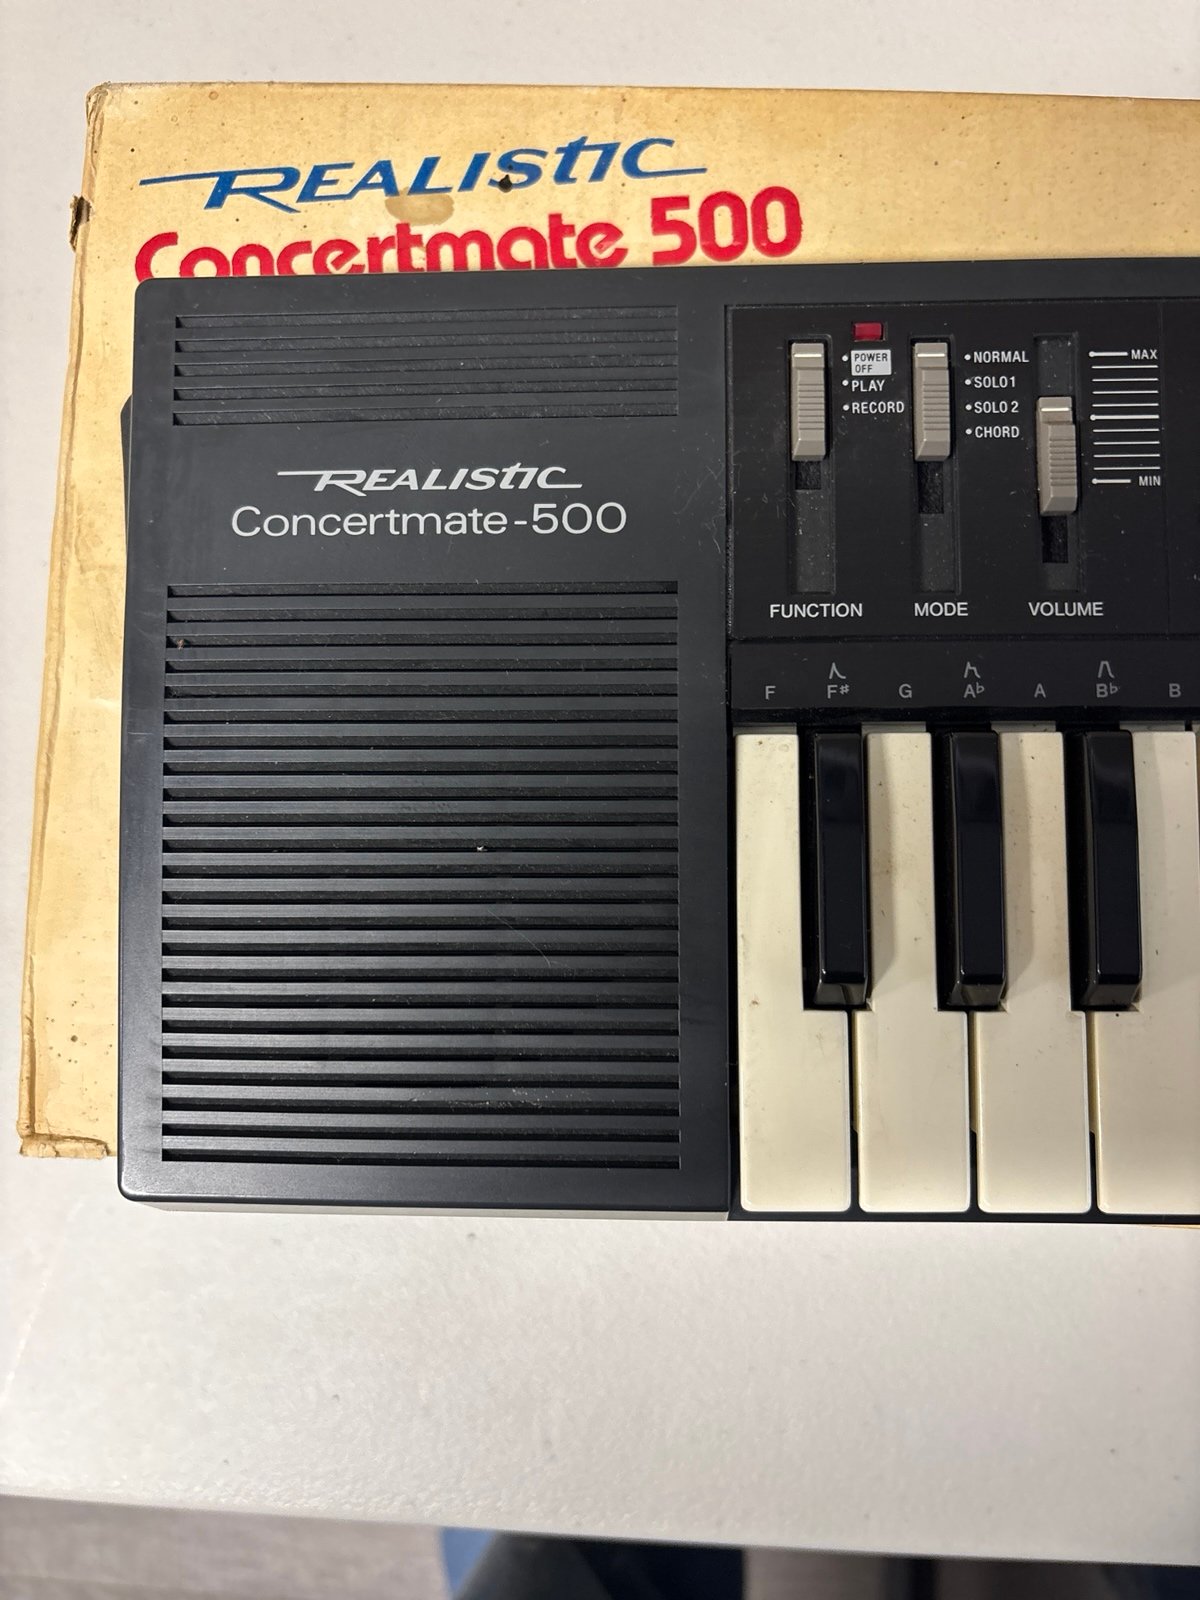 REALISTIC
Concertmate 500
POWER OFF
PLAY
RECORD
NORMAL
SOLO 1
SOLO 2
CHORD
MAX
MIN
REALISTIC
Concertmate-500
FUNCTION
MODE
VOLUME
F F# G A♭ A B♭ B